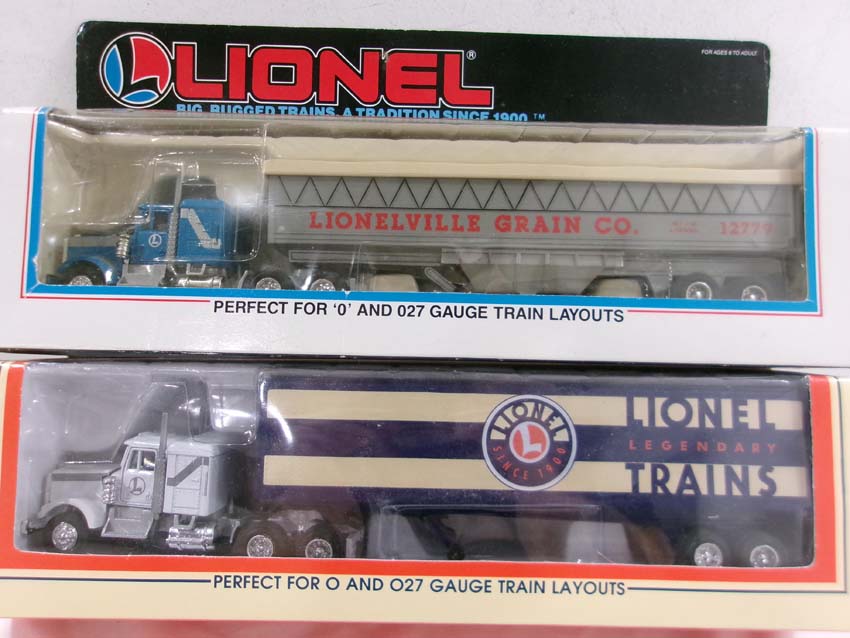 LIONEL®
FOR AGES 8 TO ADULT
BIG, RUGGED TRAINS, A TRADITION SINCE 1900.™
LIONELVILLE GRAIN CO.
12779
L
PERFECT FOR 'O' AND 027 GAUGE TRAIN LAYOUTS
LIONEL
L
SINCE 1900
LIONEL
LEGENDARY
TRAINS
L
PERFECT FOR O AND O27 GAUGE TRAIN LAYOUTS